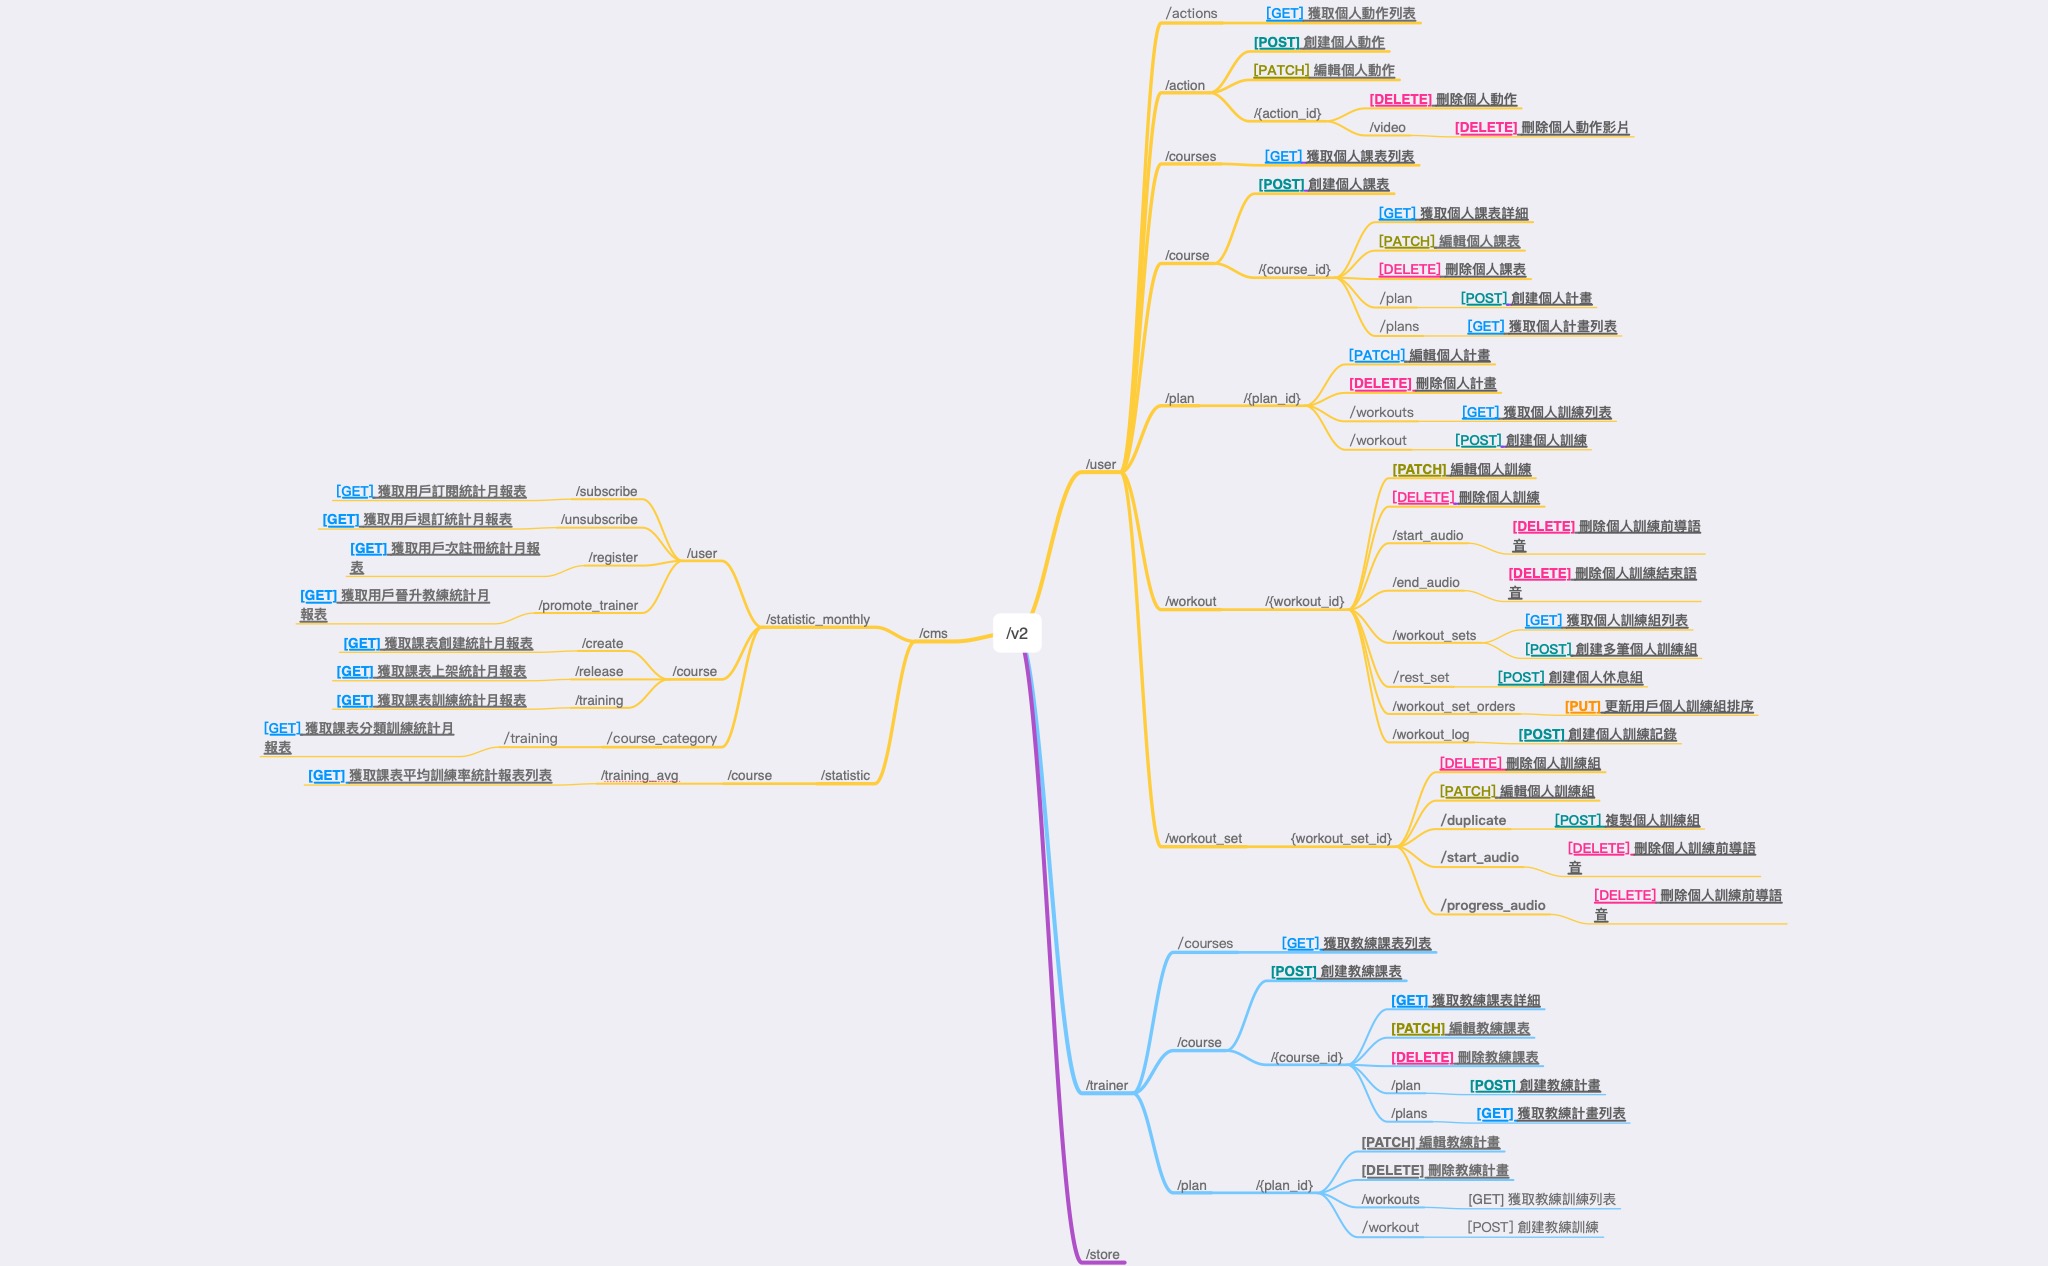 /v2
/user
/actions
[GET] 獲取個人動作列表
/action
[POST] 創建個人動作
[PATCH] 編輯個人動作
/{action_id}
[DELETE] 刪除個人動作
/video
[DELETE] 刪除個人動作影片
/courses
[GET] 獲取個人課表列表
/course
[POST] 創建個人課表
/{course_id}
[GET] 獲取個人課表詳細
[PATCH] 編輯個人課表
[DELETE] 刪除個人課表
/plan
[POST] 創建個人計畫
/plans
[GET] 獲取個人計畫列表
/plan
/{plan_id}
[PATCH] 編輯個人計畫
[DELETE] 刪除個人計畫
/workouts
[GET] 獲取個人訓練列表
/workout
[POST] 創建個人訓練
/workout
/{workout_id}
[PATCH] 編輯個人訓練
[DELETE] 刪除個人訓練
/start_audio
[DELETE] 刪除個人訓練前導語
音
/end_audio
[DELETE] 刪除個人訓練結束語
音
/workout_sets
[GET] 獲取個人訓練組列表
[POST] 創建多筆個人訓練組
/rest_set
[POST] 創建個人休息組
/workout_set_orders
[PUT] 更新用戶個人訓練組排序
/workout_log
[POST] 創建個人訓練記錄
/workout_set
{workout_set_id}
[DELETE] 刪除個人訓練組
[PATCH] 編輯個人訓練組
/duplicate
[POST] 複製個人訓練組
/start_audio
[DELETE] 刪除個人訓練前導語
音
/progress_audio
[DELETE] 刪除個人訓練前導語
音
/trainer
/courses
[GET] 獲取教練課表列表
/course
[POST] 創建教練課表
/{course_id}
[GET] 獲取教練課表詳細
[PATCH] 編輯教練課表
[DELETE] 刪除教練課表
/plan
[POST] 創建教練計畫
/plans
[GET] 獲取教練計畫列表
/plan
/{plan_id}
[PATCH] 編輯教練計畫
[DELETE] 刪除教練計畫
/workouts
[GET] 獲取教練訓練列表
/workout
[POST] 創建教練訓練
/store
/cms
/statistic_monthly
/user
/subscribe
[GET] 獲取用戶訂閱統計月報表
/unsubscribe
[GET] 獲取用戶退訂統計月報表
/register
[GET] 獲取用戶次註冊統計月報
表
/promote_trainer
[GET] 獲取用戶晉升教練統計月
報表
/course
/create
[GET] 獲取課表創建統計月報表
/release
[GET] 獲取課表上架統計月報表
/training
[GET] 獲取課表訓練統計月報表
/course_category
/training
[GET] 獲取課表分類訓練統計月
報表
/statistic
/course
/training_avg
[GET] 獲取課表平均訓練率統計報表列表